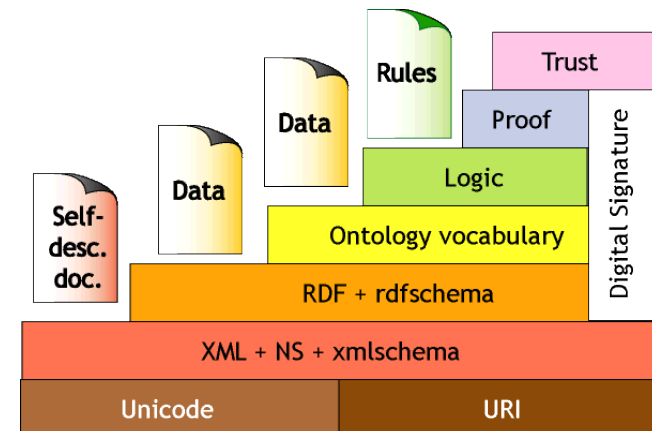 Rules
Trust
Data
Proof
Data
Logic
Self-
desc.
doc.
Ontology vocabulary
Digital Signature
RDF + rdfschema
XML + NS + xmlschema
Unicode
URI